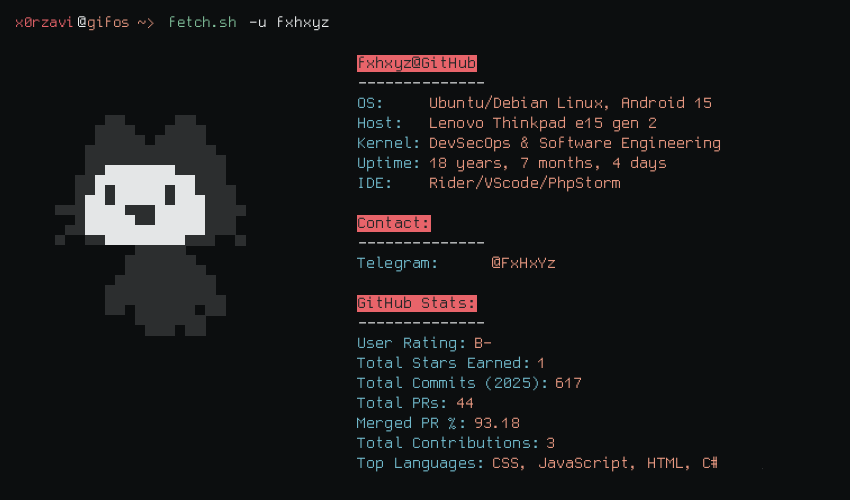 x0rzavi@gifos ~> fetch.sh -u fxhxyz
fxhxyz@GitHub
--------------
OS: Ubuntu/Debian Linux, Android 15
Host: Lenovo Thinkpad e15 gen 2
Kernel: DevSecOps & Software Engineering
Uptime: 18 years, 7 months, 4 days
IDE: Rider/VScode/PhpStorm
Contact:
--------------
Telegram: @FxHxYz
GitHub Stats:
--------------
User Rating: B-
Total Stars Earned: 1
Total Commits (2025): 617
Total PRs: 44
Merged PR %: 93.18
Total Contributions: 3
Top Languages: CSS, JavaScript, HTML, C#